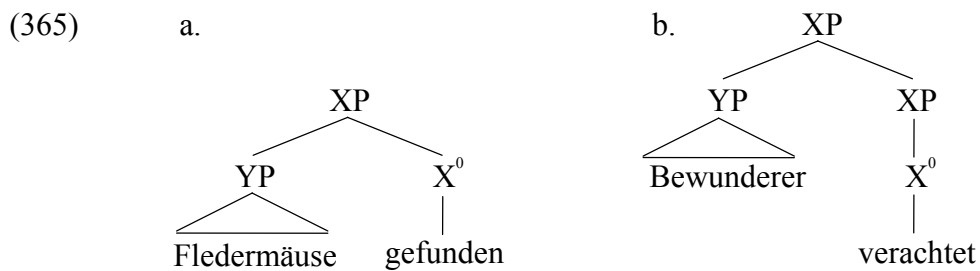 (365) a. b. XP
XP YP XP
YP X⁰ Bewunderer X⁰
Fledermäuse gefunden verachtet